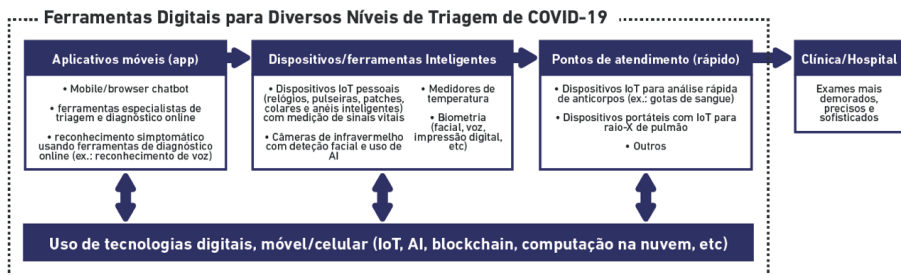 Ferramentas Digitais para Diversos Níveis de Triagem de COVID-19
Aplicativos móveis (app)
• Mobile/browser chatbot
• ferramentas especialistas de
triagem e diagnóstico online
• reconhecimento simptomático
usando ferramentas de diagnóstico
online (ex.: reconhecimento de voz)
Dispositivos/ferramentas Inteligentes
• Dispositivos IoT pessoais
(relógios, pulseiras, patches,
colares e anéis inteligentes)
com medição de sinais vitais
• Câmeras de infravermelho
com deteção facial e uso de
AI
• Medidores de
temperatura
• Biometria
(facial, voz,
impressão digital,
etc)
Pontos de atendimento (rápido)
• Dispositivos IoT para análise rápida
de anticorpos (ex.: gotas de sangue)
• Dispositivos portáteis com IoT para
raio-X de pulmão
• Outros
Clínica/Hospital
Exames mais
demorados,
precisos e
sofisticados
Uso de tecnologias digitais, móvel/celular (IoT, AI, blockchain, computação na nuvem, etc)